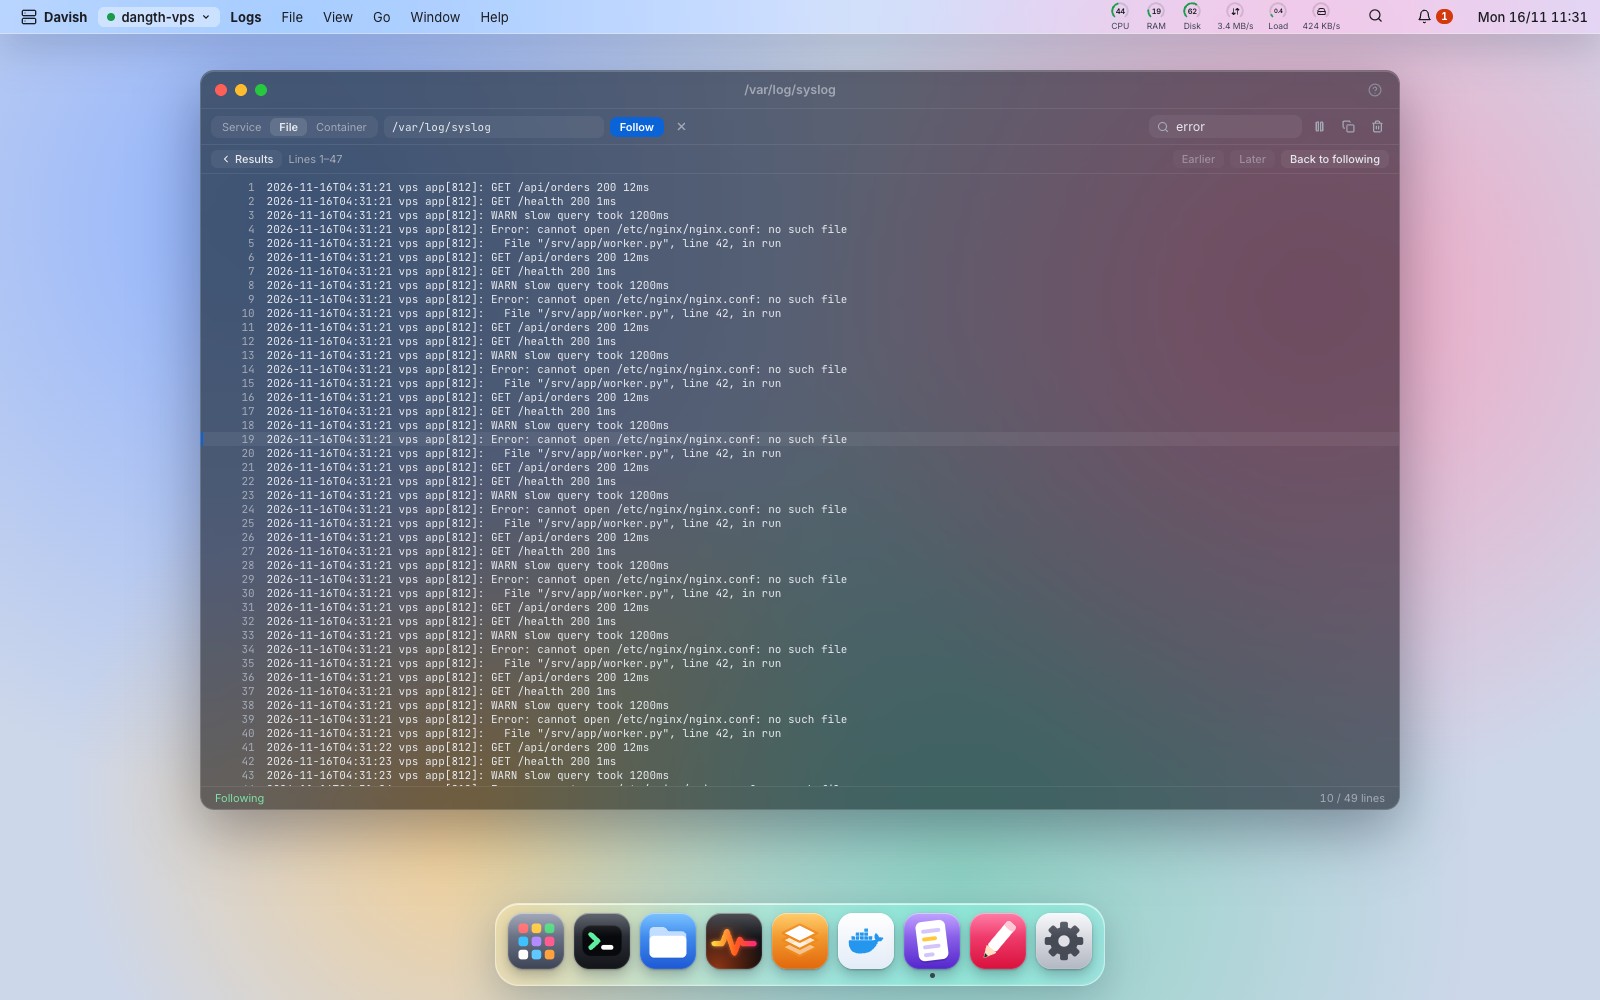 Davish dangth-vps Logs File View Go Window Help 44 CPU 19 RAM 62 Disk 3.4 MB/s 0.4 Load 424 KB/s 1 Mon 16/11 11:31
/var/log/syslog
Service File Container /var/log/syslog Follow error
Results Lines 1–47 Earlier Later Back to following
1 2026-11-16T04:31:21 vps app[812]: GET /api/orders 200 12ms
2 2026-11-16T04:31:21 vps app[812]: GET /health 200 1ms
3 2026-11-16T04:31:21 vps app[812]: WARN slow query took 1200ms
4 2026-11-16T04:31:21 vps app[812]: Error: cannot open /etc/nginx/nginx.conf: no such file
5 2026-11-16T04:31:21 vps app[812]:   File "/srv/app/worker.py", line 42, in run
6 2026-11-16T04:31:21 vps app[812]: GET /api/orders 200 12ms
7 2026-11-16T04:31:21 vps app[812]: GET /health 200 1ms
8 2026-11-16T04:31:21 vps app[812]: WARN slow query took 1200ms
9 2026-11-16T04:31:21 vps app[812]: Error: cannot open /etc/nginx/nginx.conf: no such file
10 2026-11-16T04:31:21 vps app[812]:   File "/srv/app/worker.py", line 42, in run
11 2026-11-16T04:31:21 vps app[812]: GET /api/orders 200 12ms
12 2026-11-16T04:31:21 vps app[812]: GET /health 200 1ms
13 2026-11-16T04:31:21 vps app[812]: WARN slow query took 1200ms
14 2026-11-16T04:31:21 vps app[812]: Error: cannot open /etc/nginx/nginx.conf: no such file
15 2026-11-16T04:31:21 vps app[812]:   File "/srv/app/worker.py", line 42, in run
16 2026-11-16T04:31:21 vps app[812]: GET /api/orders 200 12ms
17 2026-11-16T04:31:21 vps app[812]: GET /health 200 1ms
18 2026-11-16T04:31:21 vps app[812]: WARN slow query took 1200ms
19 2026-11-16T04:31:21 vps app[812]: Error: cannot open /etc/nginx/nginx.conf: no such file
20 2026-11-16T04:31:21 vps app[812]:   File "/srv/app/worker.py", line 42, in run
21 2026-11-16T04:31:21 vps app[812]: GET /api/orders 200 12ms
22 2026-11-16T04:31:21 vps app[812]: GET /health 200 1ms
23 2026-11-16T04:31:21 vps app[812]: WARN slow query took 1200ms
24 2026-11-16T04:31:21 vps app[812]: Error: cannot open /etc/nginx/nginx.conf: no such file
25 2026-11-16T04:31:21 vps app[812]:   File "/srv/app/worker.py", line 42, in run
26 2026-11-16T04:31:21 vps app[812]: GET /api/orders 200 12ms
27 2026-11-16T04:31:21 vps app[812]: GET /health 200 1ms
28 2026-11-16T04:31:21 vps app[812]: WARN slow query took 1200ms
29 2026-11-16T04:31:21 vps app[812]: Error: cannot open /etc/nginx/nginx.conf: no such file
30 2026-11-16T04:31:21 vps app[812]:   File "/srv/app/worker.py", line 42, in run
31 2026-11-16T04:31:21 vps app[812]: GET /api/orders 200 12ms
32 2026-11-16T04:31:21 vps app[812]: GET /health 200 1ms
33 2026-11-16T04:31:21 vps app[812]: WARN slow query took 1200ms
34 2026-11-16T04:31:21 vps app[812]: Error: cannot open /etc/nginx/nginx.conf: no such file
35 2026-11-16T04:31:21 vps app[812]:   File "/srv/app/worker.py", line 42, in run
36 2026-11-16T04:31:21 vps app[812]: GET /api/orders 200 12ms
37 2026-11-16T04:31:21 vps app[812]: GET /health 200 1ms
38 2026-11-16T04:31:21 vps app[812]: WARN slow query took 1200ms
39 2026-11-16T04:31:21 vps app[812]: Error: cannot open /etc/nginx/nginx.conf: no such file
40 2026-11-16T04:31:21 vps app[812]:   File "/srv/app/worker.py", line 42, in run
41 2026-11-16T04:31:22 vps app[812]: GET /api/orders 200 12ms
42 2026-11-16T04:31:23 vps app[812]: GET /health 200 1ms
43 2026-11-16T04:31:23 vps app[812]: WARN slow query took 1200ms
Following 10 / 49 lines